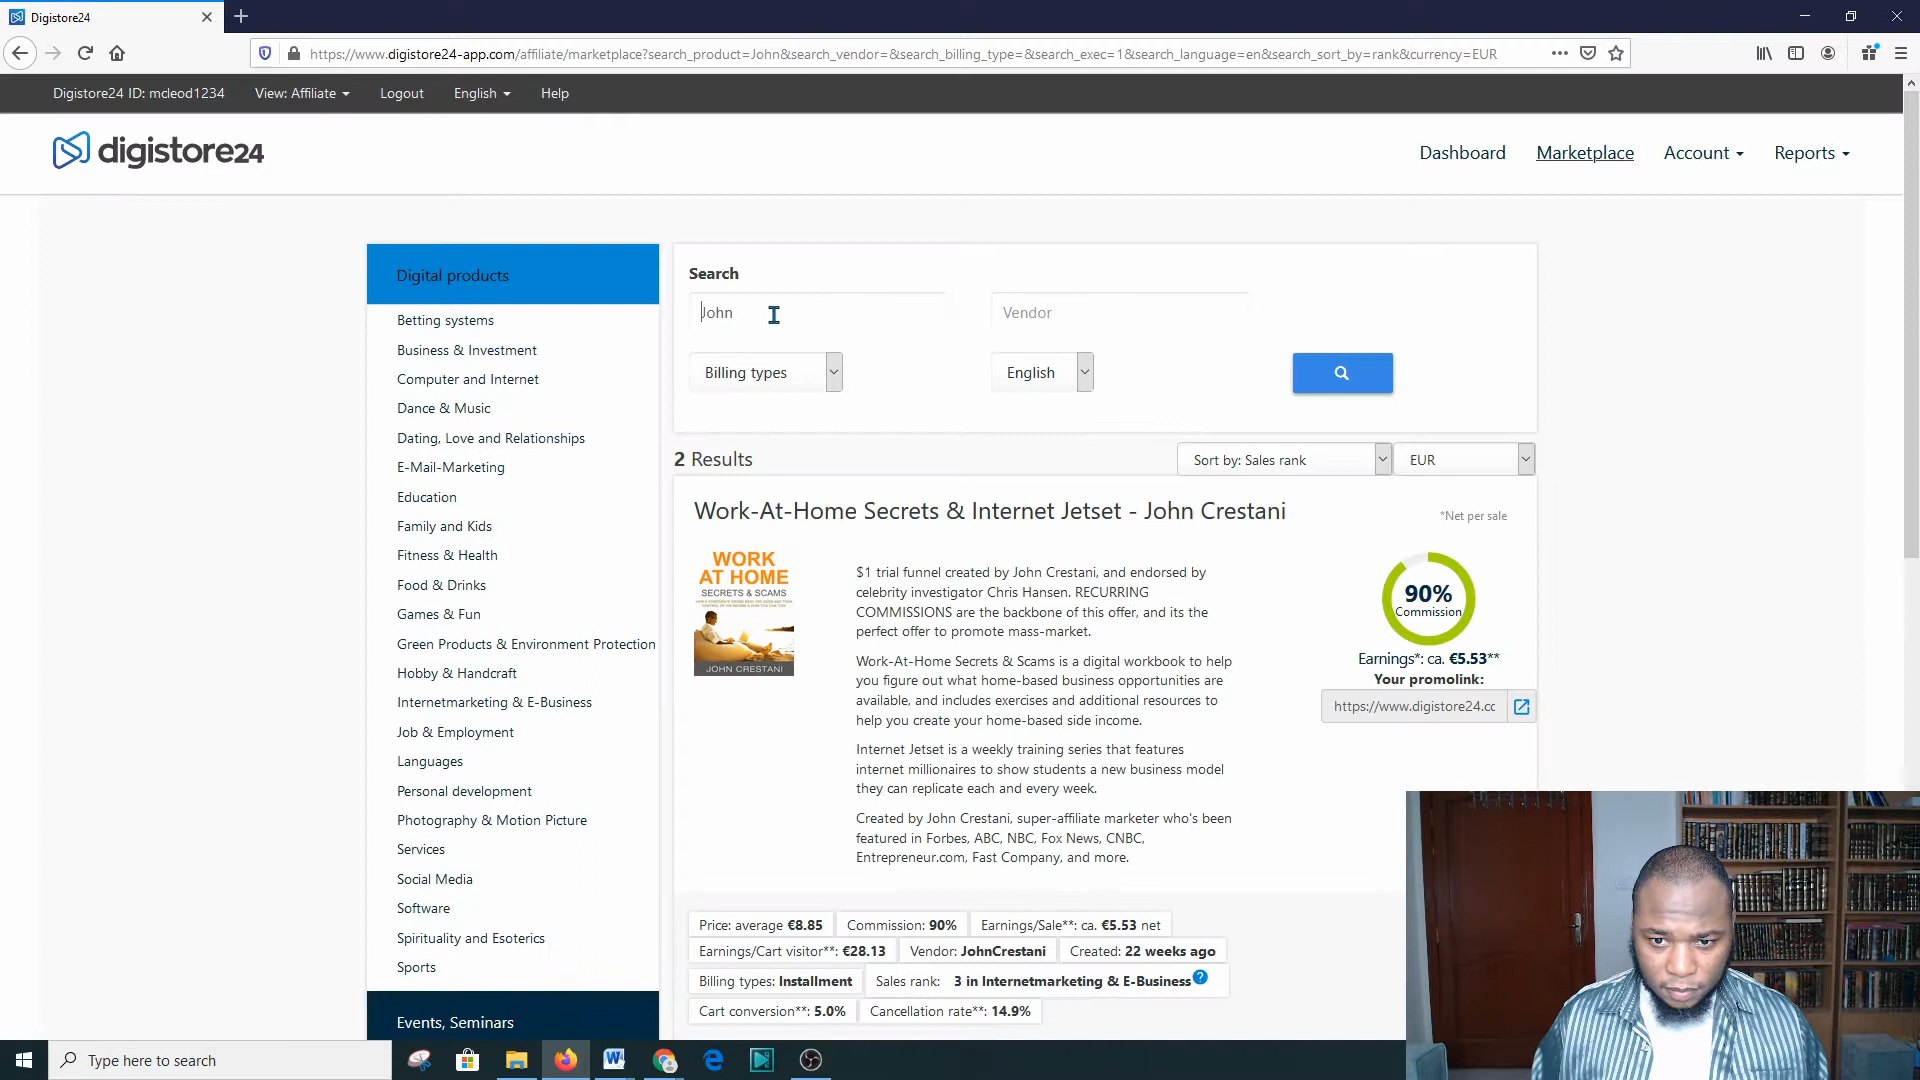 Digistore24
https://www.digistore24-app.com/affiliate/marketplace?search_product=John&search_vendor=&search_billing_type=&search_exec=1&search_language=en&search_sort_by=rank&currency=EUR
Digistore24 ID: mcleod1234 View: Affiliate Logout English Help
digistore24
Dashboard Marketplace Account Reports
Digital products
Betting systems
Business & Investment
Computer and Internet
Dance & Music
Dating, Love and Relationships
E-Mail-Marketing
Education
Family and Kids
Fitness & Health
Food & Drinks
Games & Fun
Green Products & Environment Protection
Hobby & Handcraft
Internetmarketing & E-Business
Job & Employment
Languages
Personal development
Photography & Motion Picture
Services
Social Media
Software
Spirituality and Esoterics
Sports
Events, Seminars
Search
John Vendor
Billing types English
2 Results Sort by: Sales rank EUR
Work-At-Home Secrets & Internet Jetset - John Crestani
*Net per sale
WORK
AT HOME
SECRETS & SCAMS
JOHN CRESTANI
$1 trial funnel created by John Crestani, and endorsed by
celebrity investigator Chris Hansen. RECURRING
COMMISSIONS are the backbone of this offer, and its the
perfect offer to promote mass-market.
Work-At-Home Secrets & Scams is a digital workbook to help
you figure out what home-based business opportunities are
available, and includes exercises and additional resources to
help you create your home-based side income.
Internet Jetset is a weekly training series that features
internet millionaires to show students a new business model
they can replicate each and every week.
Created by John Crestani, super-affiliate marketer who's been
featured in Forbes, ABC, NBC, Fox News, CNBC,
Entrepreneur.com, Fast Company, and more.
90%
Commission
Earnings*: ca. €5.53**
Your promolink:
https://www.digistore24.cc
Price: average €8.85 Commission: 90% Earnings/Sale**: ca. €5.53 net
Earnings/Cart visitor**: €28.13 Vendor: JohnCrestani Created: 22 weeks ago
Billing types: Installment Sales rank: 3 in Internetmarketing & E-Business ?
Cart conversion**: 5.0% Cancellation rate**: 14.9%
Type here to search